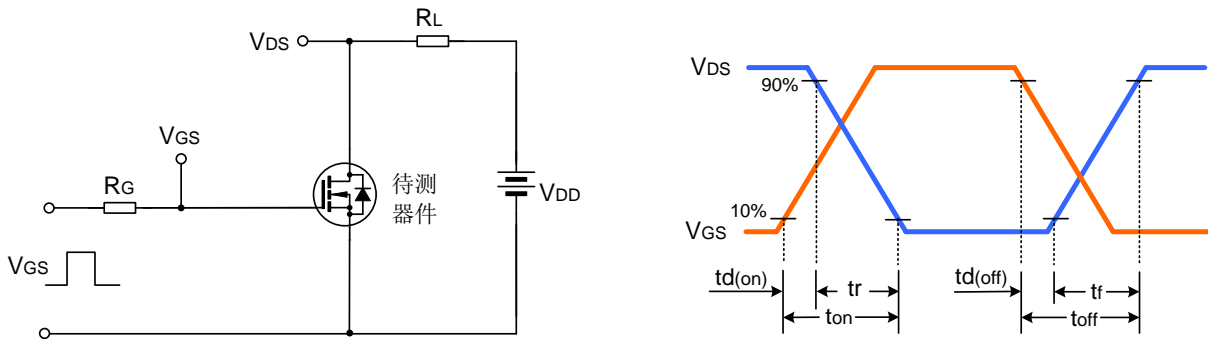 RL
VDS
VGS
RG
待测
器件
VDD
VGS
VDS
90%
10%
VGS
td(on)
tr
ton
td(off)
tf
toff